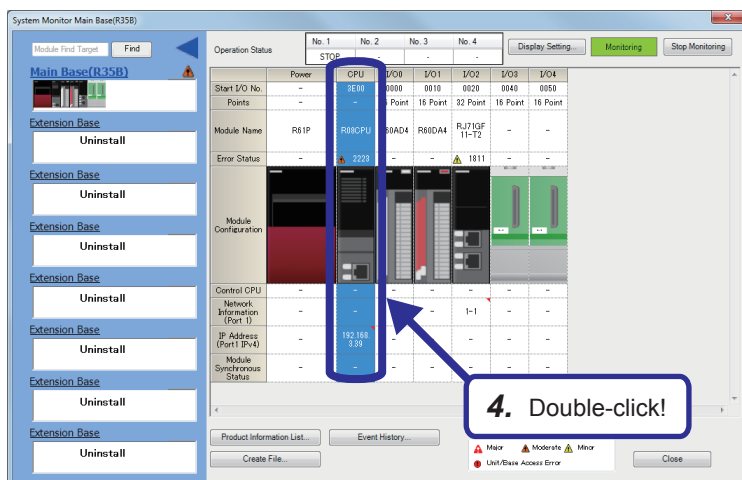 System Monitor Main Base(R35B)
Module Find Target Find
Main Base(R35B)
Extension Base
Uninstall
Extension Base
Uninstall
Extension Base
Uninstall
Extension Base
Uninstall
Extension Base
Uninstall
Extension Base
Uninstall
Extension Base
Uninstall
Operation Status
No. 1 No. 2 No. 3 No. 4
STOP - - -
Display Setting... Monitoring Stop Monitoring
Power CPU I/O0 I/O1 I/O2 I/O3 I/O4
Start I/O No. - 3E00 0000 0010 0020 0040 0050
Points - - Point 16 Point 32 Point 16 Point 16 Point
Module Name R61P R08CPU 60AD4 R60DA4 RJ71GF - -
11-T2
Error Status - 2223 - - 1811 - -
Module
Configuration
Control CPU - - - - - - -
Network
Information - - - - 1-1 - -
(Port 1)
IP Address - 192.168. - - - - -
(Port1 IPv4) 3.39
Module
Synchronous - - - - - - -
Status
4. Double-click!
Product Information List... Event History...
Create File...
Major Moderate Minor
Unit/Base Access Error
Close